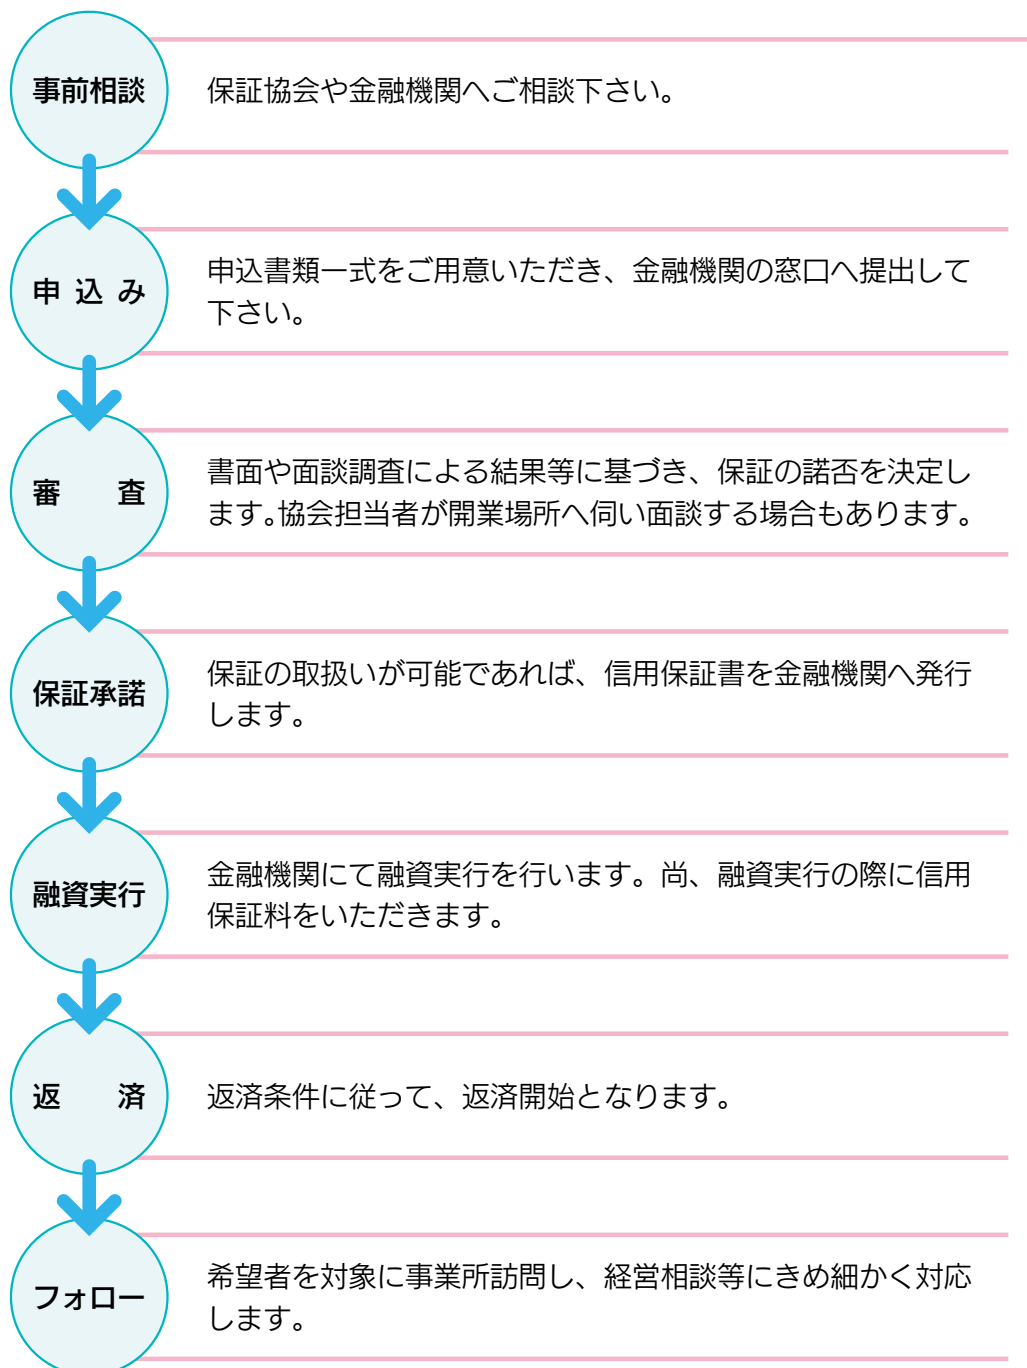 事前相談
保証協会や金融機関へご相談下さい。
申込み
申込書類一式をご用意いただき、金融機関の窓口へ提出して
下さい。
審査
書面や面談調査による結果等に基づき、保証の諾否を決定し
ます。協会担当者が開業場所へ伺い面談する場合もあります。
保証承諾
保証の取扱いが可能であれば、信用保証書を金融機関へ発行
します。
融資実行
金融機関にて融資実行を行います。尚、融資実行の際に信用
保証料をいただきます。
返済
返済条件に従って、返済開始となります。
フォロー
希望者を対象に事業所訪問し、経営相談等にきめ細かく対応
します。